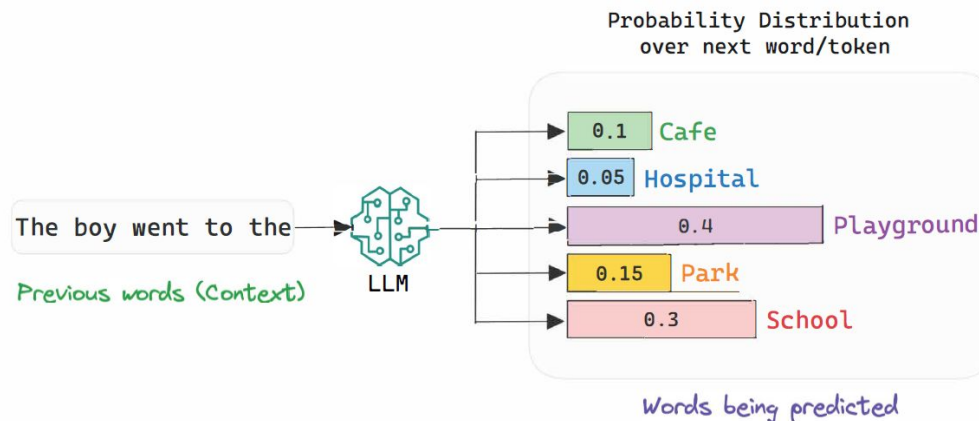 Probability Distribution
over next word/token
0.1 Cafe
0.05 Hospital
The boy went to the
0.4 Playground
LLM
0.15 Park
Previous words (Context)
0.3 School
Words being predicted